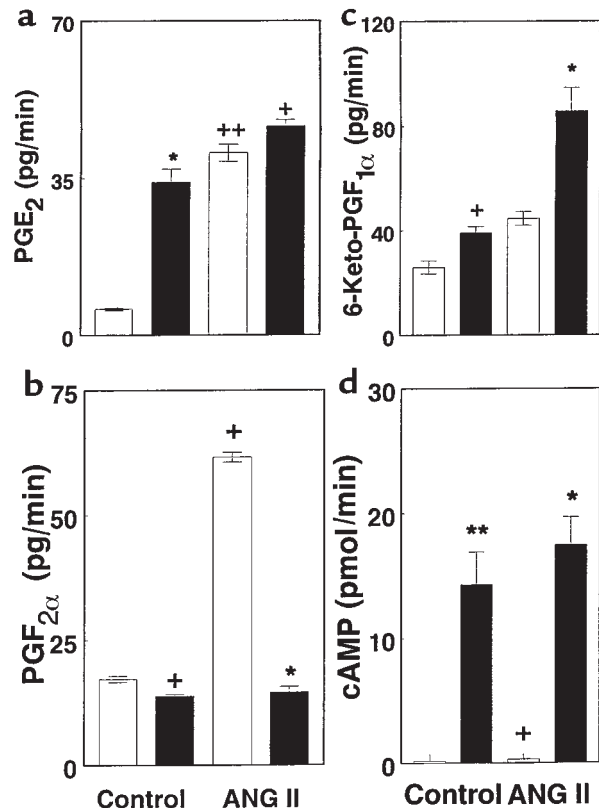 a
70
35
0
PGE2 (pg/min)
*
++
+
c
120
80
40
0
6-Keto-PGF1α (pg/min)
+
*
b
75
50
25
0
PGF2α (pg/min)
+
+
*
Control ANG II
d
30
20
10
0
cAMP (pmol/min)
**
+
*
Control ANG II